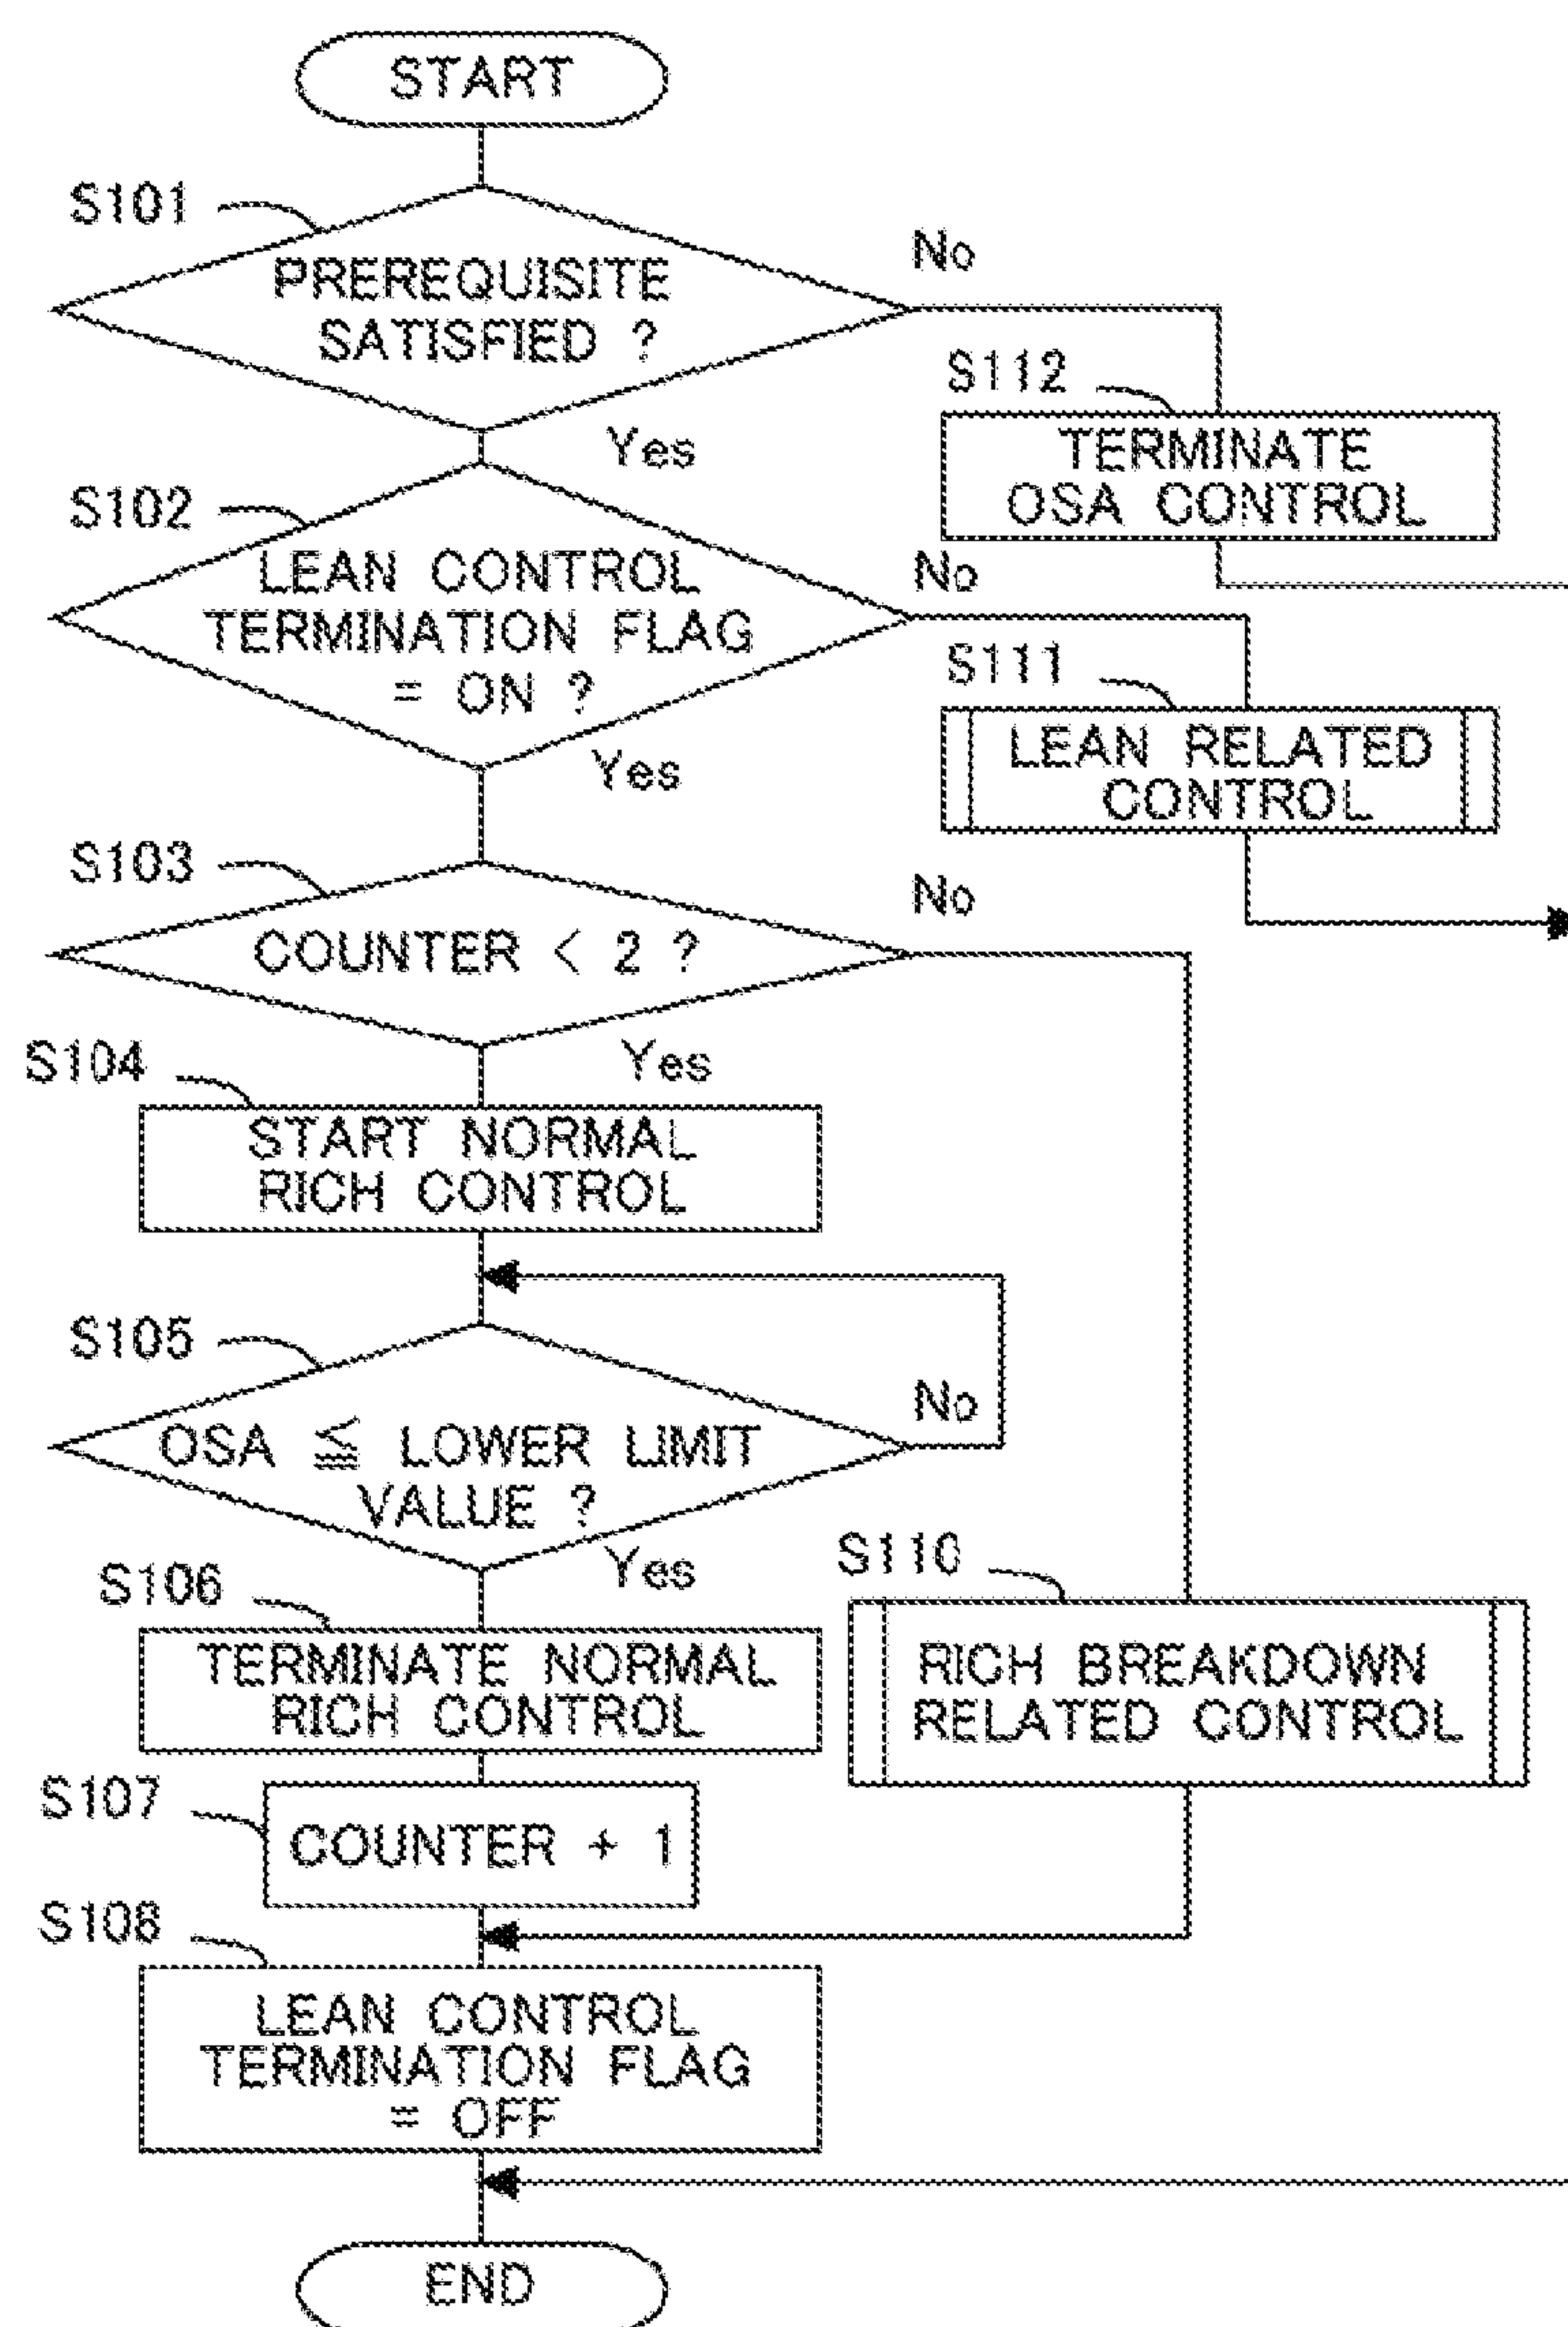 START
S101
PREREQUISITE
SATISFIED ?
No
Yes
S112
TERMINATE
OSA CONTROL
S102
LEAN CONTROL
TERMINATION FLAG
= ON ?
No
Yes
S111
LEAN RELATED
CONTROL
S103
COUNTER < 2 ?
No
Yes
S104
START NORMAL
RICH CONTROL
S105
OSA ≦ LOWER LIMIT
VALUE ?
No
Yes
S106
TERMINATE NORMAL
RICH CONTROL
S110
RICH BREAKDOWN
RELATED CONTROL
S107
COUNTER + 1
S108
LEAN CONTROL
TERMINATION FLAG
= OFF
END